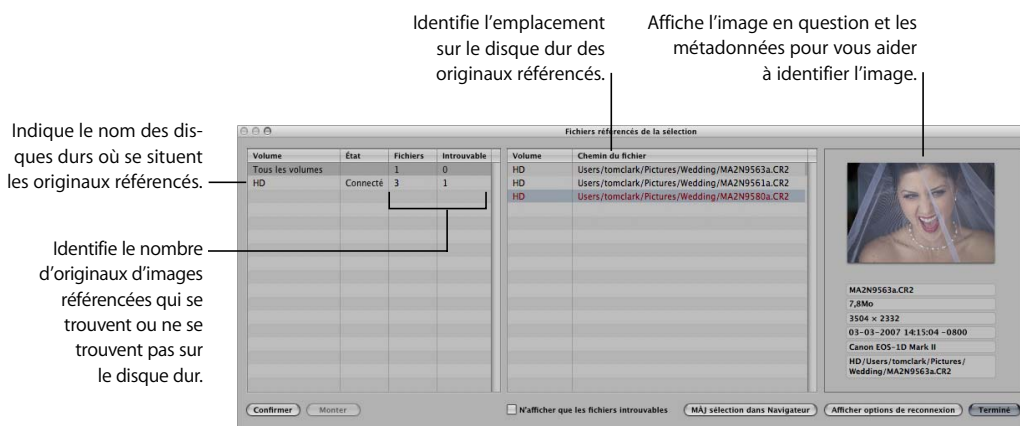 Identifie l'emplacement
sur le disque dur des
originaux référencés.
Affiche l'image en question et les
métadonnées pour vous aider
à identifier l'image.
Indique le nom des dis-
ques durs où se situent
les originaux référencés.
Identifie le nombre
d'originaux d'images
référencées qui se
trouvent ou ne se
trouvent pas sur
le disque dur.
Fichiers référencés de la sélection
Volume État Fichiers Introuvable
Tous les volumes 1 0
HD Connecté 3 1
Volume Chemin du fichier
HD Users/tomclark/Pictures/Wedding/MA2N9563a.CR2
HD Users/tomclark/Pictures/Wedding/MA2N9561a.CR2
HD Users/tomclark/Pictures/Wedding/MA2N9580a.CR2
MA2N9563a.CR2
7,8Mo
3504 × 2332
03-03-2007 14:15:04 -0800
Canon EOS-1D Mark II
HD/Users/tomclark/Pictures/
Wedding/MA2N9563a.CR2
Confirmer Monter N'afficher que les fichiers introuvables MÀJ sélection dans Navigateur Afficher options de reconnexion Terminé